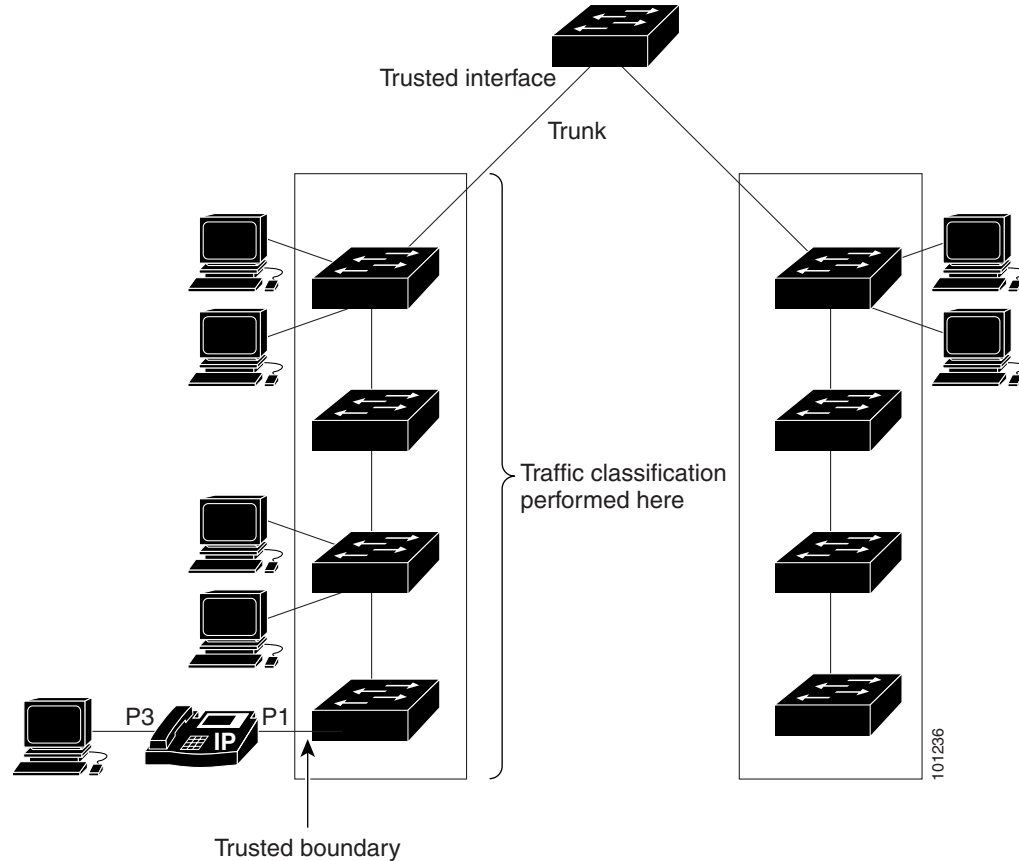 Trusted interface
Trunk
Traffic classification
performed here
P3
IP
P1
Trusted boundary
101236